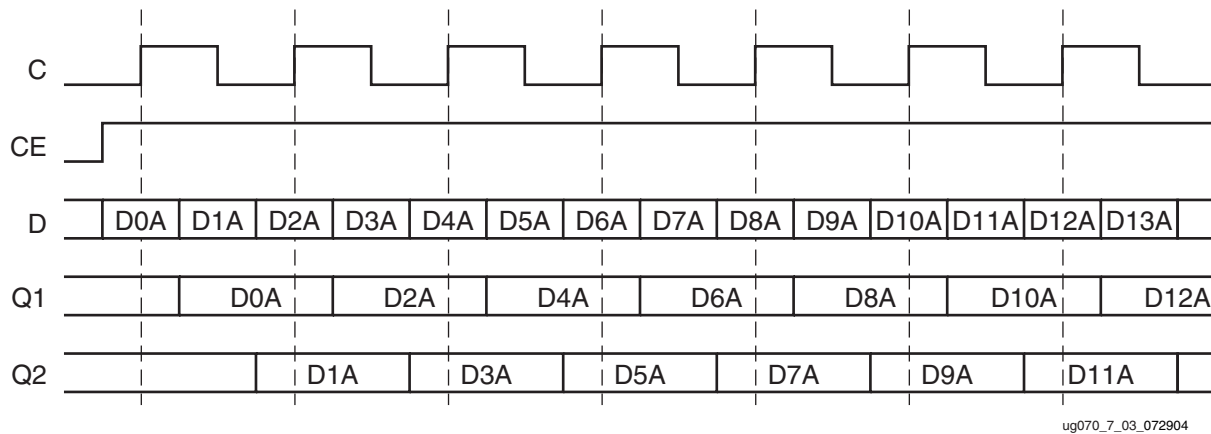 C
CE
D D0A D1A D2A D3A D4A D5A D6A D7A D8A D9A D10A D11A D12A D13A
Q1 D0A D2A D4A D6A D8A D10A D12A
Q2 D1A D3A D5A D7A D9A D11A
ug070_7_03_072904